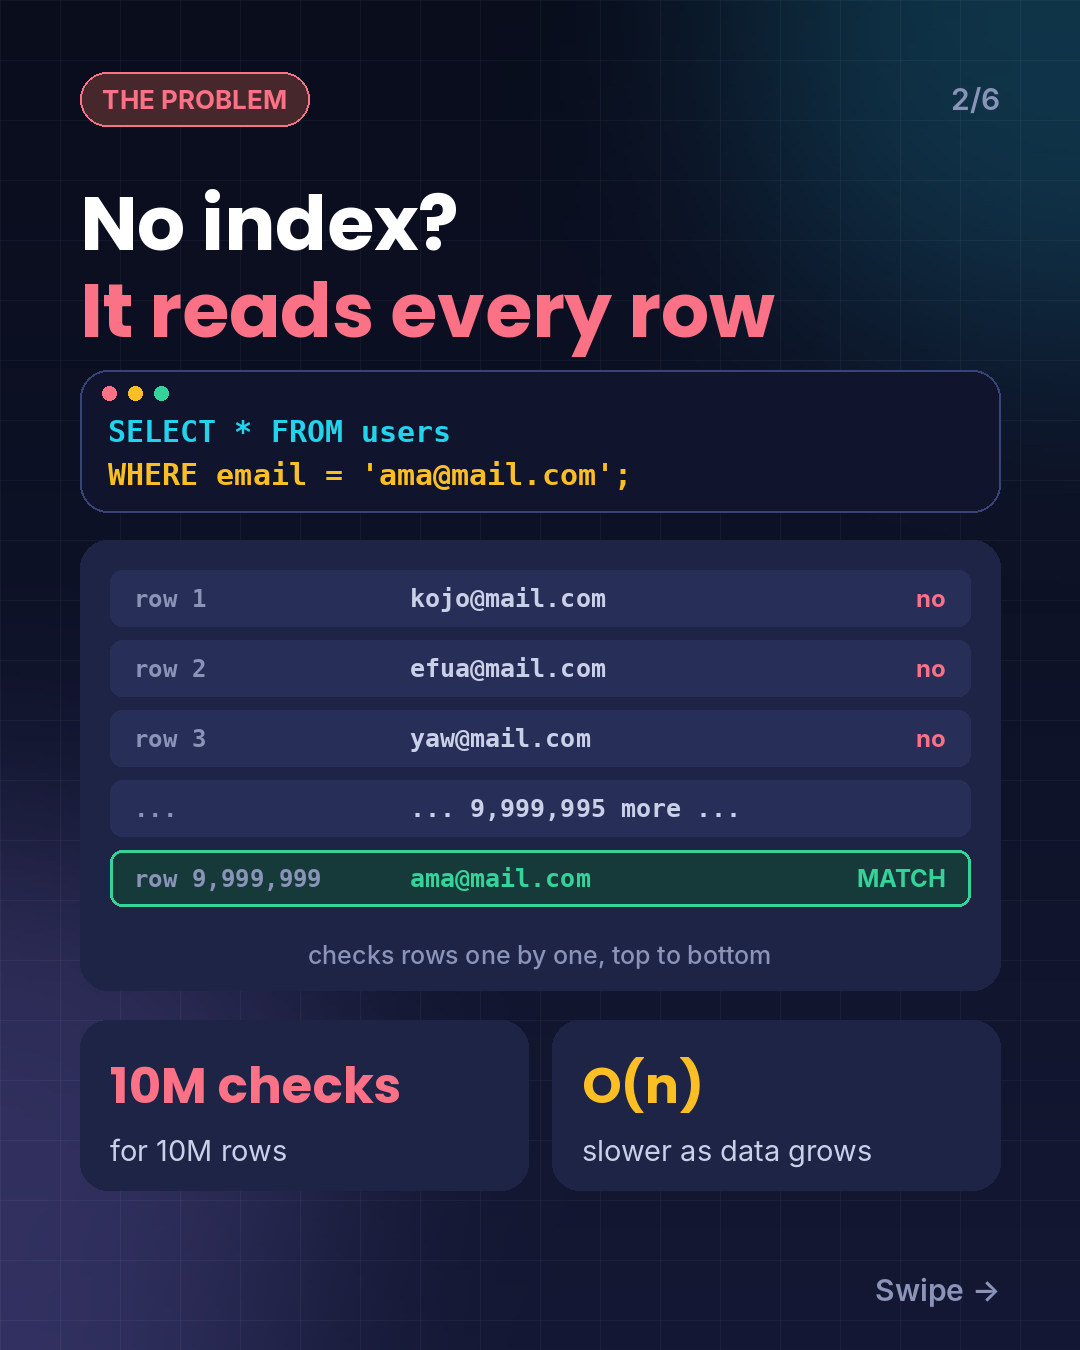 THE PROBLEM
2/6
No index?
It reads every row
SELECT * FROM users
WHERE email = 'ama@mail.com';
row 1 kojo@mail.com no
row 2 efua@mail.com no
row 3 yaw@mail.com no
... ... 9,999,995 more ...
row 9,999,999 ama@mail.com MATCH
checks rows one by one, top to bottom
10M checks
for 10M rows
O(n)
slower as data grows
Swipe →